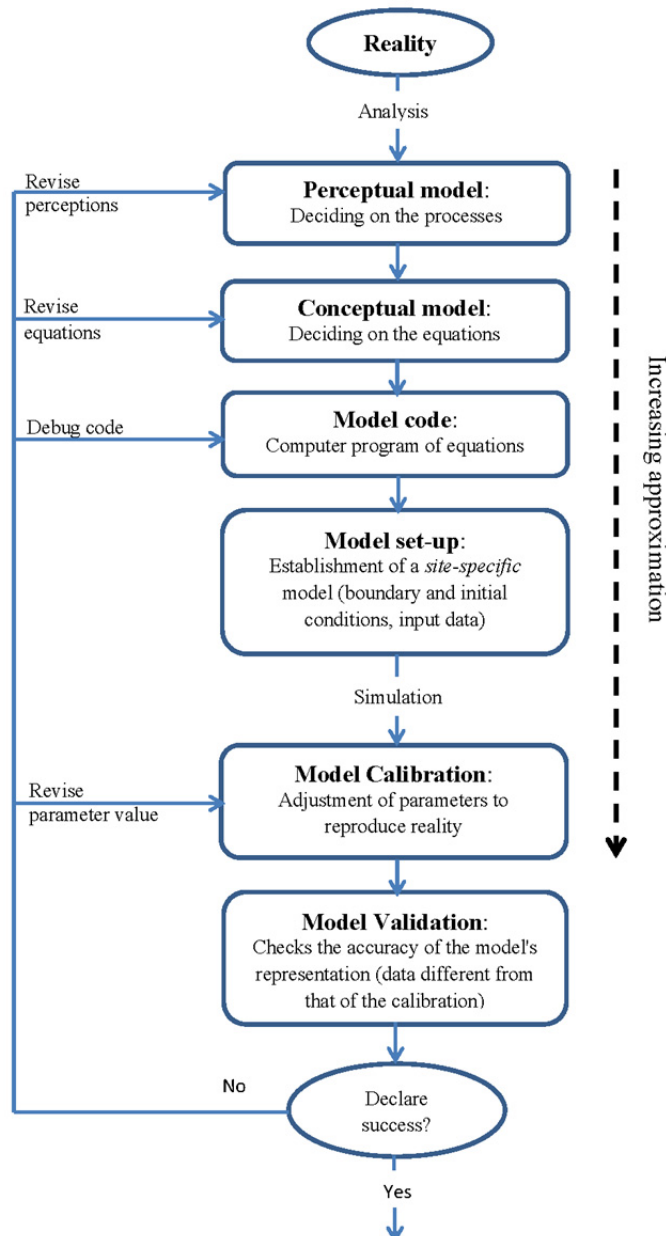 Reality
Analysis
Revise
perceptions
Perceptual model:
Deciding on the processes
Revise
equations
Conceptual model:
Deciding on the equations
Debug code
Model code:
Computer program of equations
Model set-up:
Establishment of a site-specific
model (boundary and initial
conditions, input data)
Increasing approximation
Simulation
Revise
parameter value
Model Calibration:
Adjustment of parameters to
reproduce reality
Model Validation:
Checks the accuracy of the model's
representation (data different from
that of the calibration)
No
Declare
success?
Yes